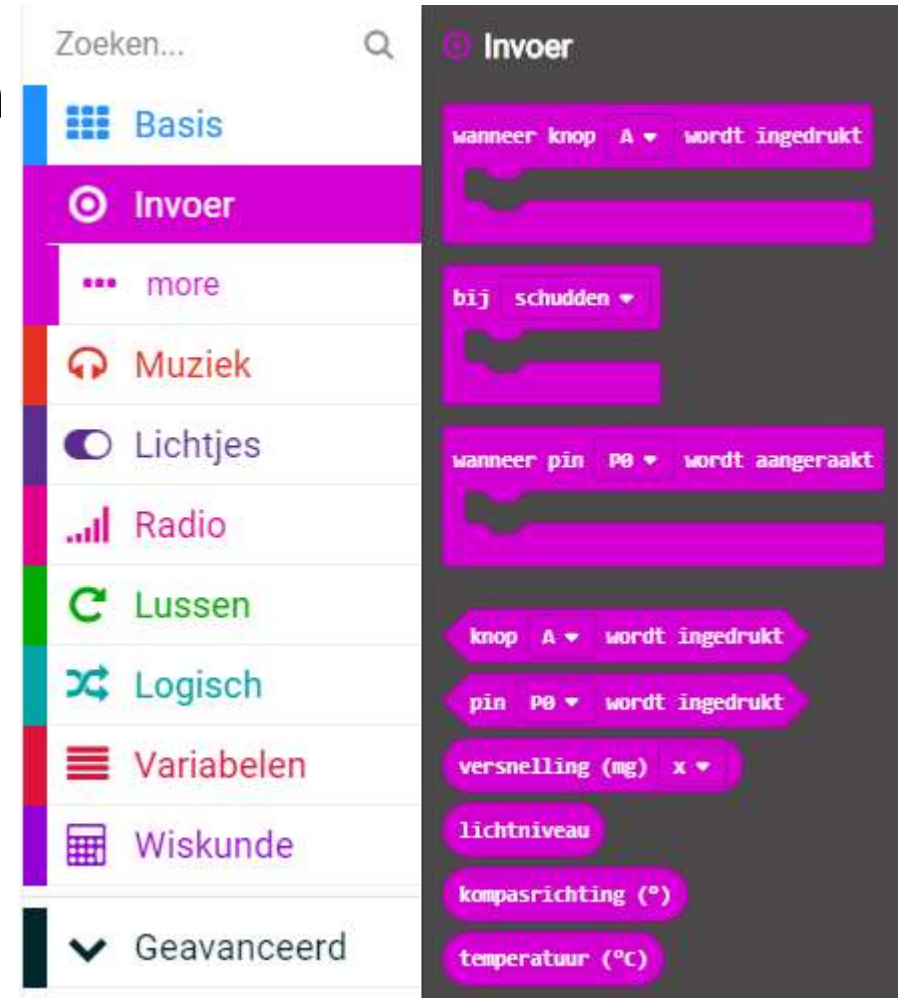 Zoeken...
Basis
Invoer
more
Muziek
Lichtjes
Radio
Lussen
Logisch
Variabelen
Wiskunde
Geavanceerd
Invoer
wanneer knop A wordt ingedrukt
bij schudden
wanneer pin P0 wordt aangeraakt
knop A wordt ingedrukt
pin P0 wordt ingedrukt
versnelling (mg) x
lichtniveau
kompasrichting (°)
temperatuur (°C)